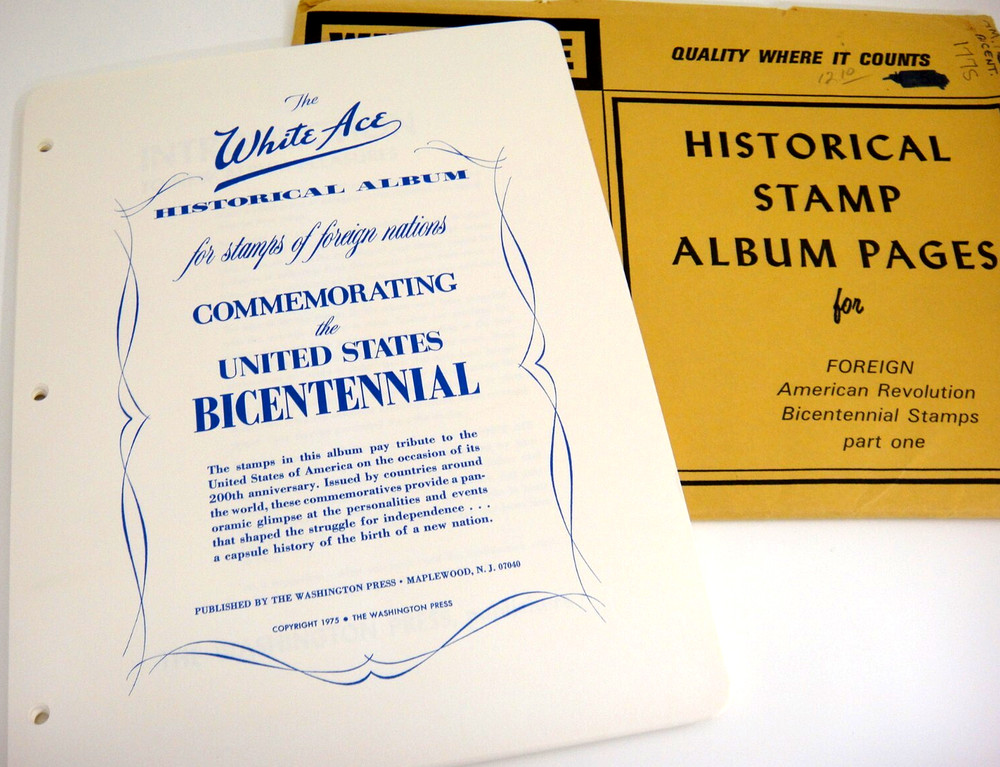 The
White Ace
HISTORICAL ALBUM
for stamps of foreign nations
COMMEMORATING
the
UNITED STATES
BICENTENNIAL
The stamps in this album pay tribute to the
United States of America on the occasion of its
200th anniversary. Issued by countries around
the world, these commemoratives provide a pan-
oramic glimpse at the personalities and events
that shaped the struggle for independence . . .
a capsule history of the birth of a new nation.
PUBLISHED BY THE WASHINGTON PRESS • MAPLEWOOD, N. J. 07040
COPYRIGHT 1975 • THE WASHINGTON PRESS
QUALITY WHERE IT COUNTS
HISTORICAL
STAMP
ALBUM PAGES
for
FOREIGN
American Revolution
Bicentennial Stamps
part one